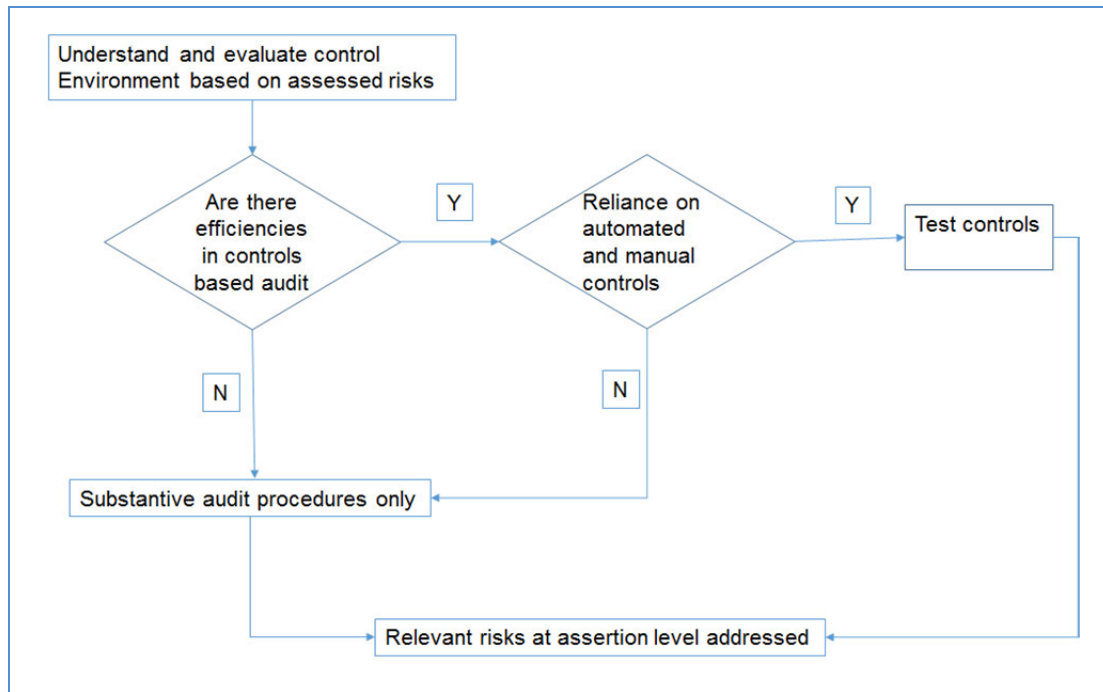 Understand and evaluate control
Environment based on assessed risks
Are there
efficiencies
in controls
based audit
Y
Reliance on
automated
and manual
controls
Y
Test controls
N
N
Substantive audit procedures only
Relevant risks at assertion level addressed